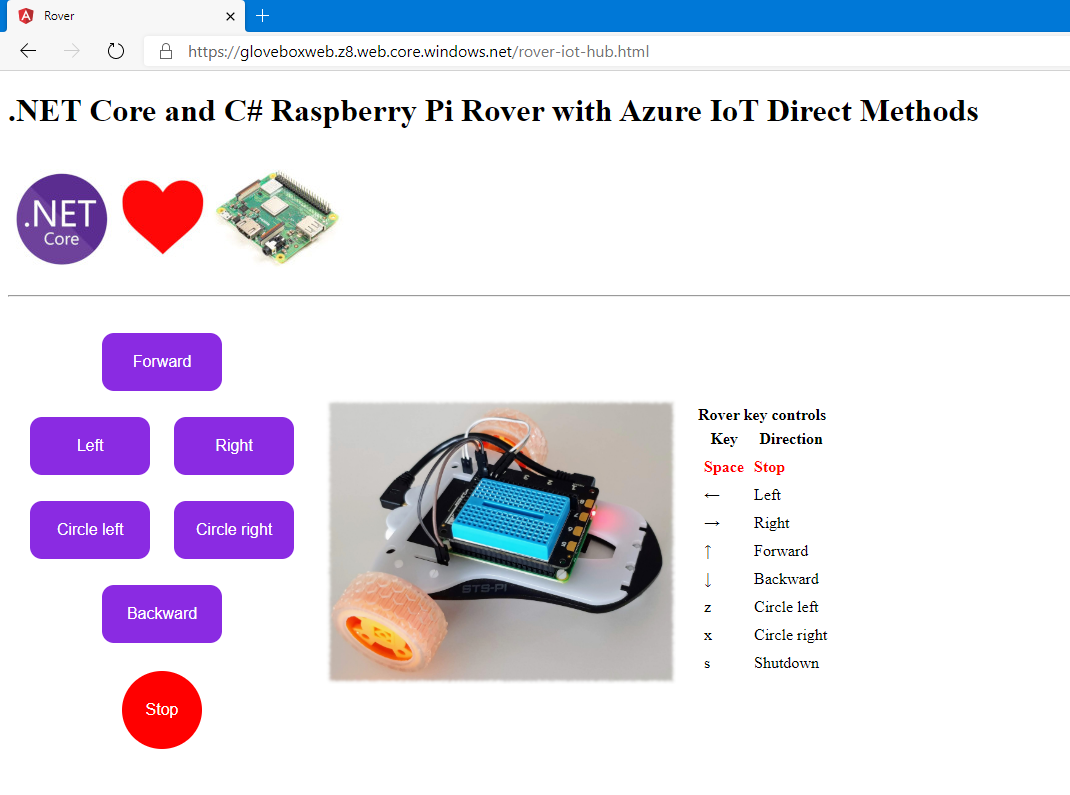 Rover
https://gloveboxweb.z8.web.core.windows.net/rover-iot-hub.html
.NET Core and C# Raspberry Pi Rover with Azure IoT Direct Methods
.NET
Core
Forward
Left Right
Circle left Circle right
Backward
Stop
STS-PI
Rover key controls
Key Direction
Space Stop
← Left
→ Right
↑ Forward
↓ Backward
z Circle left
x Circle right
s Shutdown